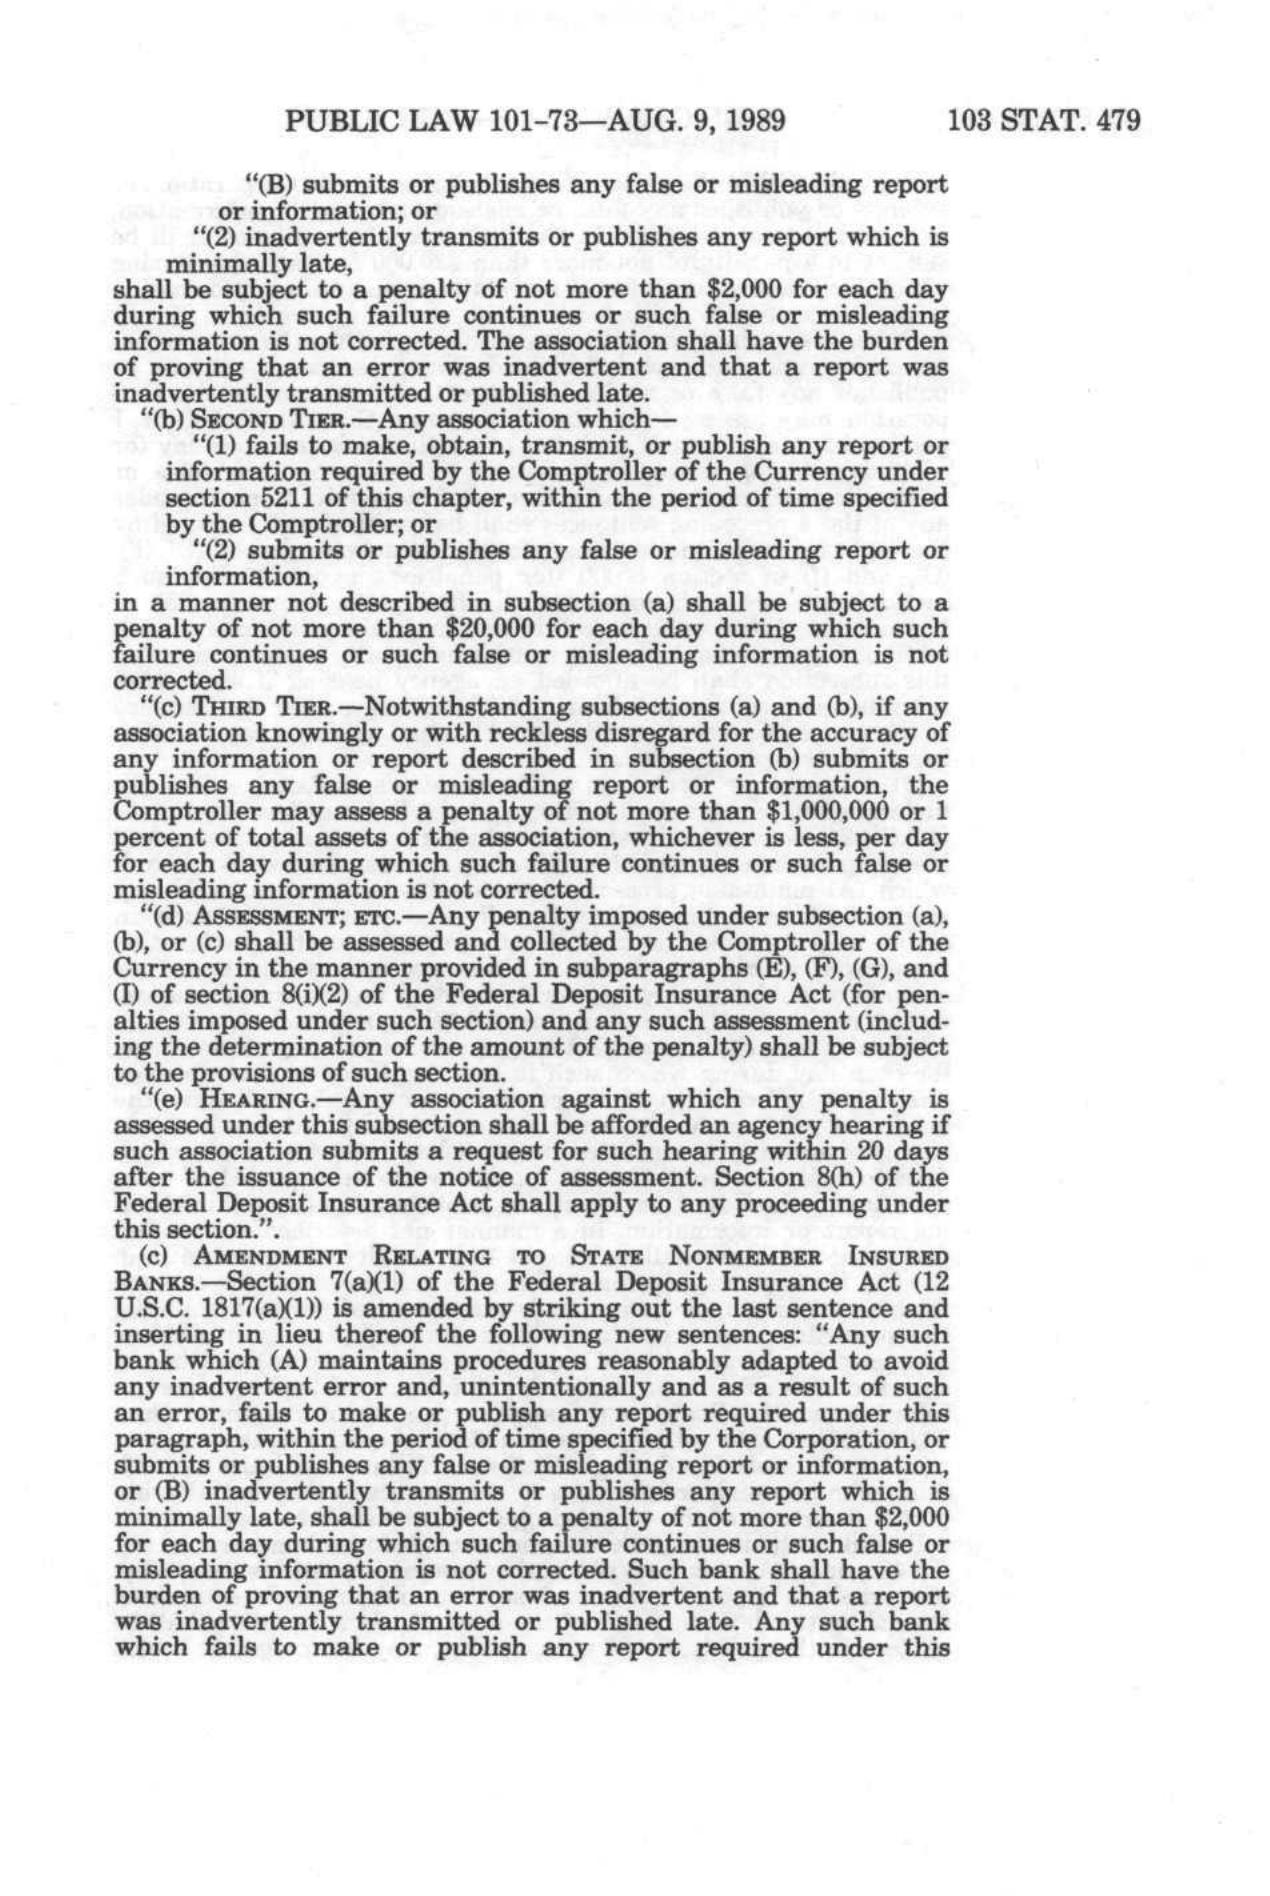 PUBLIC LAW 101-73—AUG. 9, 1989 103 STAT. 479
"(B) submits or publishes any false or misleading report
or information; or
"(2) inadvertently transmits or publishes any report which is
minimally late,
shall be subject to a penalty of not more than $2,000 for each day
during which such failure continues or such false or misleading
information is not corrected. The association shall have the burden
of proving that an error was inadvertent and that a report was
inadvertently transmitted or published late.
"(b) SECOND TIER.—Any association which—
"(1) fails to make, obtain, transmit, or publish any report or
information required by the Comptroller of the Currency under
section 5211 of this chapter, within the period of time specified
by the Comptroller; or
"(2) submits or publishes any false or misleading report or
information,
in a manner not described in subsection (a) shall be subject to a
penalty of not more than $20,000 for each day during which such
failure continues or such false or misleading information is not
corrected.
"(c) THIRD TIER.—Notwithstanding subsections (a) and (b), if any
association knowingly or with reckless disregard for the accuracy of
any information or report described in subsection (b) submits or
publishes any false or misleading report or information, the
Comptroller may assess a penalty of not more than $1,000,000 or 1
percent of total assets of the association, whichever is less, per day
for each day during which such failure continues or such false or
misleading information is not corrected.
"(d) ASSESSMENT; ETC.—Any penalty imposed under subsection (a),
(b), or (c) shall be assessed and collected by the Comptroller of the
Currency in the manner provided in subparagraphs (E), (F), (G), and
(I) of section 8(i)(2) of the Federal Deposit Insurance Act (for pen-
alties imposed under such section) and any such assessment (includ-
ing the determination of the amount of the penalty) shall be subject
to the provisions of such section.
"(e) HEARING.—Any association against which any penalty is
assessed under this subsection shall be afforded an agency hearing if
such association submits a request for such hearing within 20 days
after the issuance of the notice of assessment. Section 8(h) of the
Federal Deposit Insurance Act shall apply to any proceeding under
this section.".
(c) AMENDMENT RELATING TO STATE NONMEMBER INSURED
BANKS.—Section 7(a)(1) of the Federal Deposit Insurance Act (12
U.S.C. 1817(a)(1)) is amended by striking out the last sentence and
inserting in lieu thereof the following new sentences: "Any such
bank which (A) maintains procedures reasonably adapted to avoid
any inadvertent error and, unintentionally and as a result of such
an error, fails to make or publish any report required under this
paragraph, within the period of time specified by the Corporation, or
submits or publishes any false or misleading report or information,
or (B) inadvertently transmits or publishes any report which is
minimally late, shall be subject to a penalty of not more than $2,000
for each day during which such failure continues or such false or
misleading information is not corrected. Such bank shall have the
burden of proving that an error was inadvertent and that a report
was inadvertently transmitted or published late. Any such bank
which fails to make or publish any report required under this